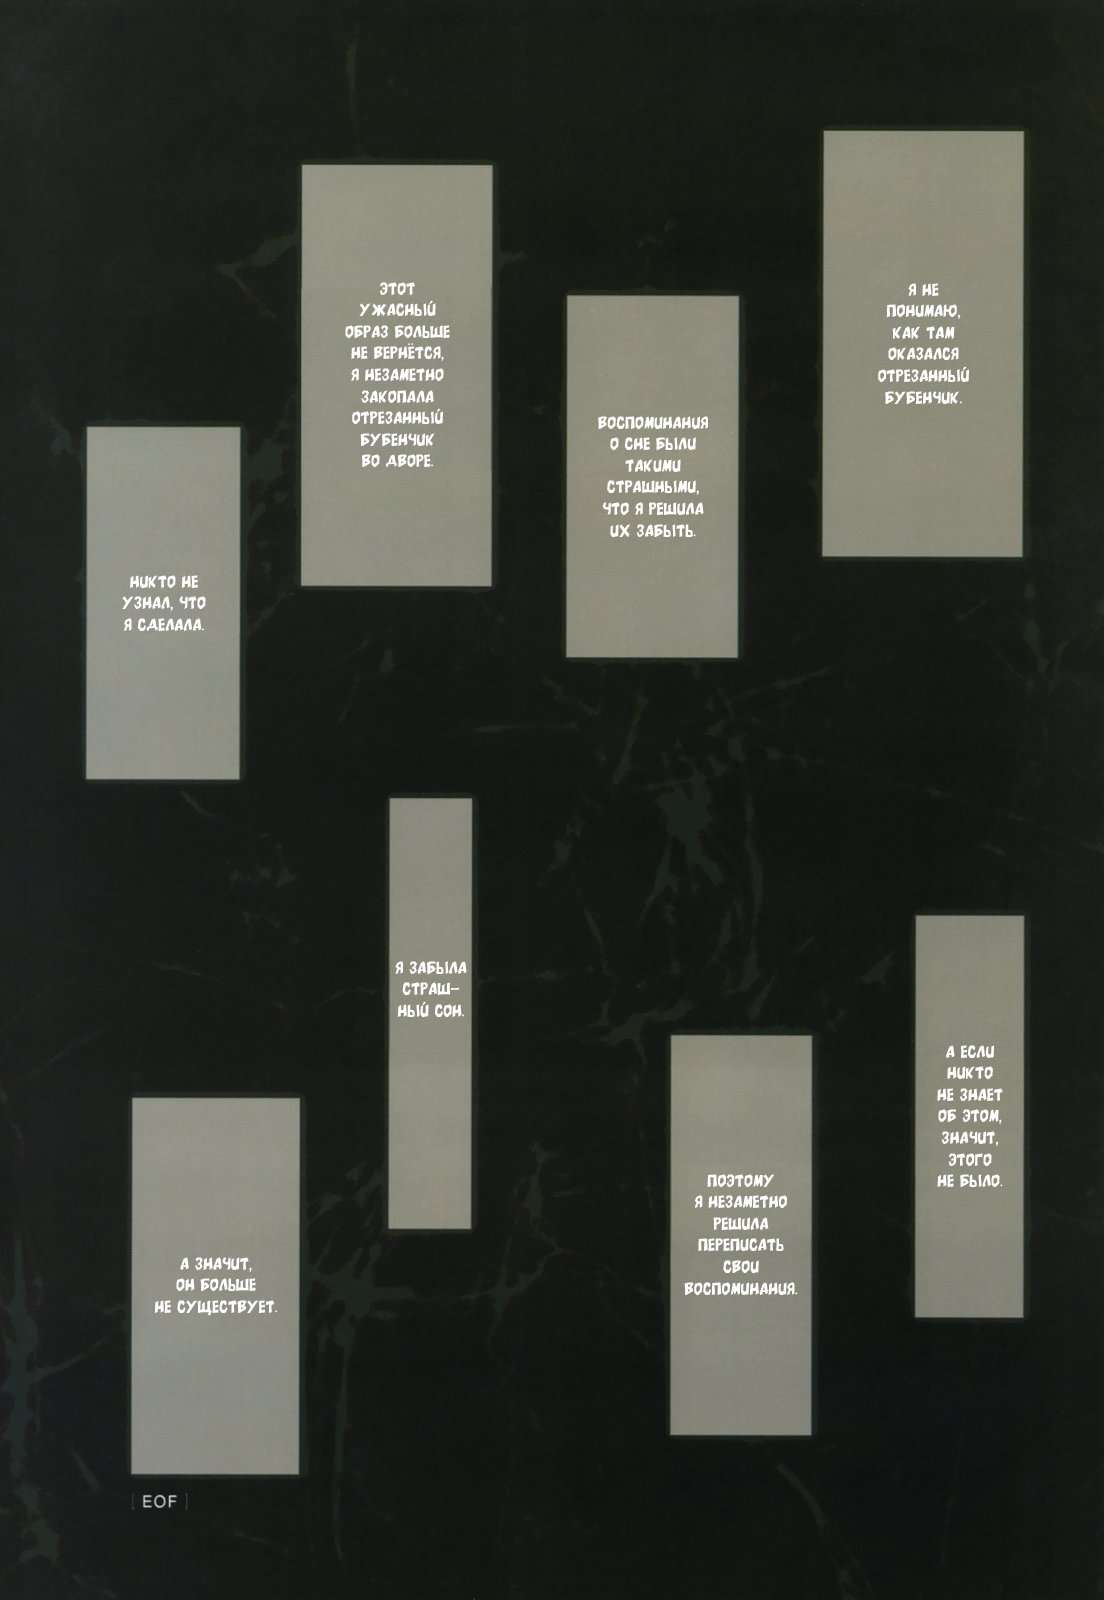 Я НЕ
ПОНИМАЮ,
КАК ТАМ
ОКАЗАЛСЯ
ОТРЕЗАННЫЙ
БУБЕНЧИК.
ВОСПОМИНАНИЯ
О СНЕ БЫЛИ
ТАКИМИ
СТРАШНЫМИ,
ЧТО Я РЕШИЛА
ИХ ЗАБЫТЬ.
ЭТОТ
УЖАСНЫЙ
ОБРАЗ БОЛЬШЕ
НЕ ВЕРНЁТСЯ,
Я НЕЗАМЕТНО
ЗАКОПАЛА
ОТРЕЗАННЫЙ
БУБЕНЧИК
ВО ДВОРЕ.
НИКТО НЕ
УЗНАЛ, ЧТО
Я СДЕЛАЛА.
А ЕСЛИ
НИКТО
НЕ ЗНАЕТ
ОБ ЭТОМ,
ЗНАЧИТ,
ЭТОГО
НЕ БЫЛО.
ПОЭТОМУ
Я НЕЗАМЕТНО
РЕШИЛА
ПЕРЕПИСАТЬ
СВОИ
ВОСПОМИНАНИЯ.
Я ЗАБЫЛА
СТРАШ-
НЫЙ СОН.
А ЗНАЧИТ,
ОН БОЛЬШЕ
НЕ СУЩЕСТВУЕТ.
[ EOF ]